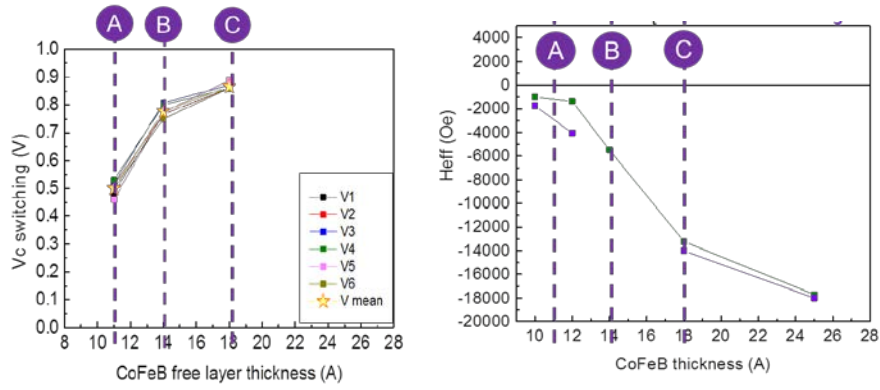 A B C
1.0
0.9
0.8
0.7
0.6
0.5
0.4
0.3
0.2
0.1
0.0
Vc switching (V)
V1
V2
V3
V4
V5
V6
V mean
8 10 12 14 16 18 20 22 24 26 28
CoFeB free layer thickness (A)
A B C
4000
2000
0
-2000
-4000
-6000
-8000
-10000
-12000
-14000
-16000
-18000
-20000
Heff (Oe)
10 12 14 16 18 20 22 24 26 28
CoFeB thickness (A)